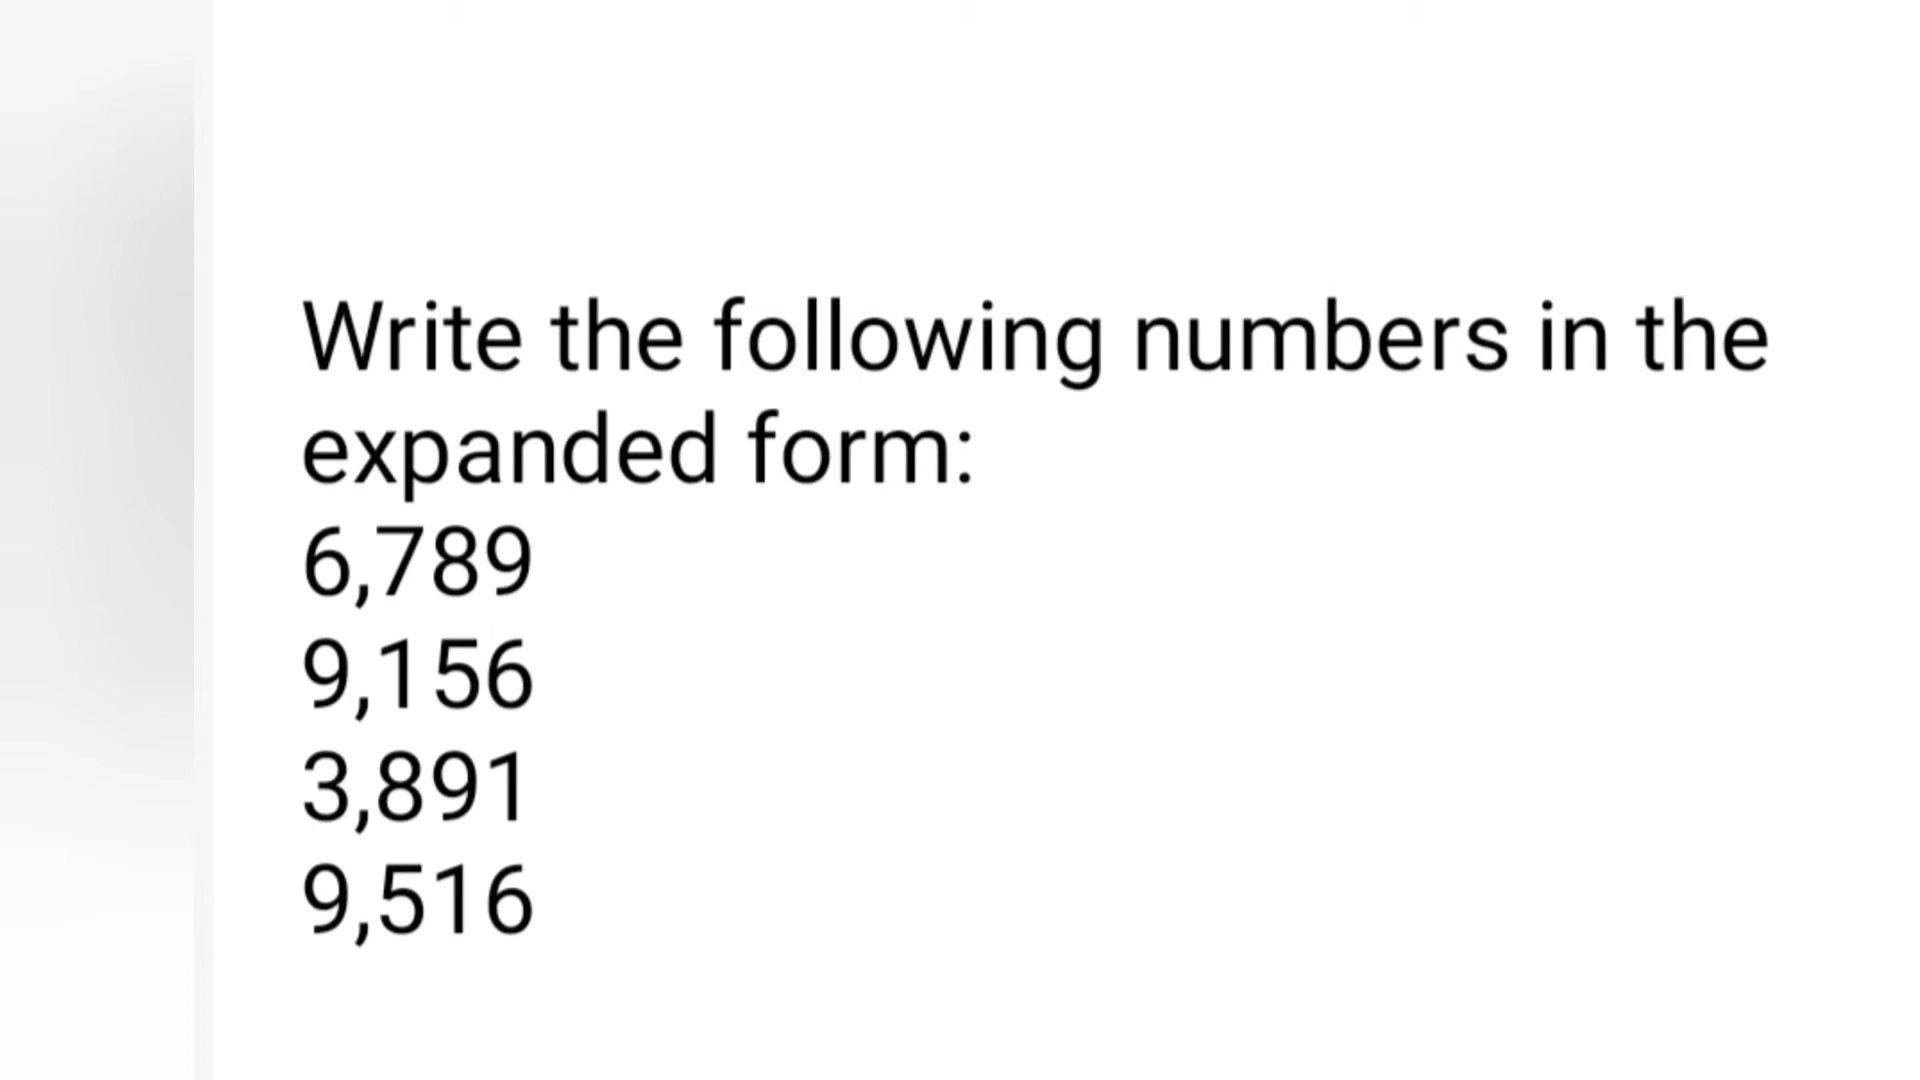 Write the following numbers in the
expanded form:
6,789
9,156
3,891
9,516